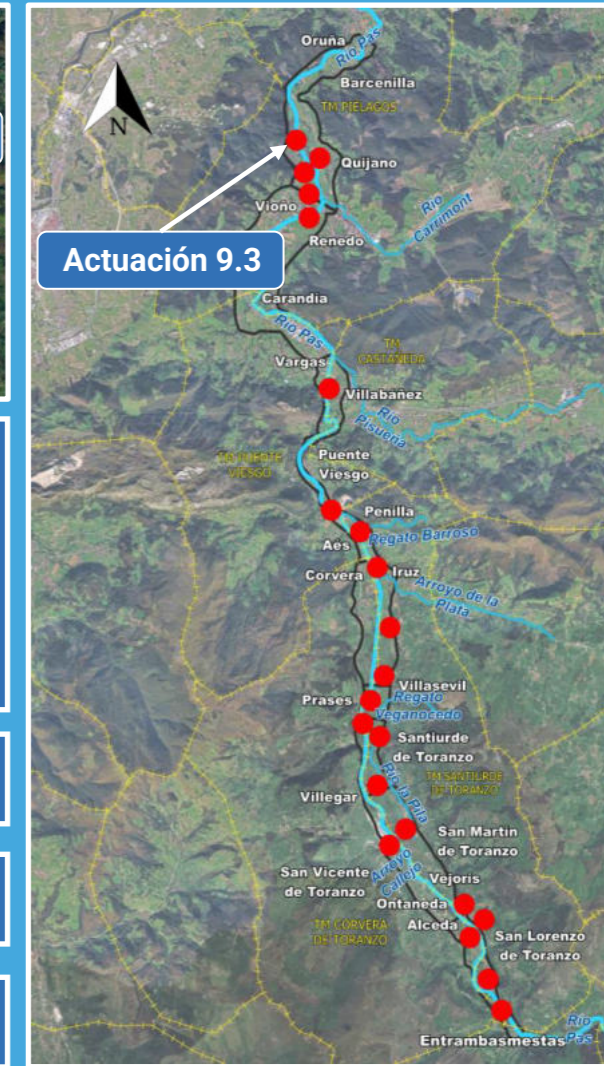 Oruña
Río Pas
Barcenilla
TM PIÉLAGOS
N
Quijano
Vioño
Río
Carrimont
Renedo
Actuación 9.3
Carandia
Río Pas
Vargas
TM
CASTAÑEDA
Villabáñez
Río
Pisueña
TM PUENTE
VIESGO
Puente
Viesgo
Penilla
Regato Barroso
Aes
Corvera
Iruz
Arroyo de la
Plata
Villasevil
Prases
Regato
Veganocedo
Santiurde
de Toranzo
Río la Pila
TM SANTIURDE
DE TORANZO
Villegar
San Martín
de Toranzo
Arroyo
Callejo
San Vicente
de Toranzo
Vejorís
Ontaneda
Alceda
TM CORVERA
DE TORANZO
San Lorenzo
de Toranzo
Entrambasmestas
Río
Pas